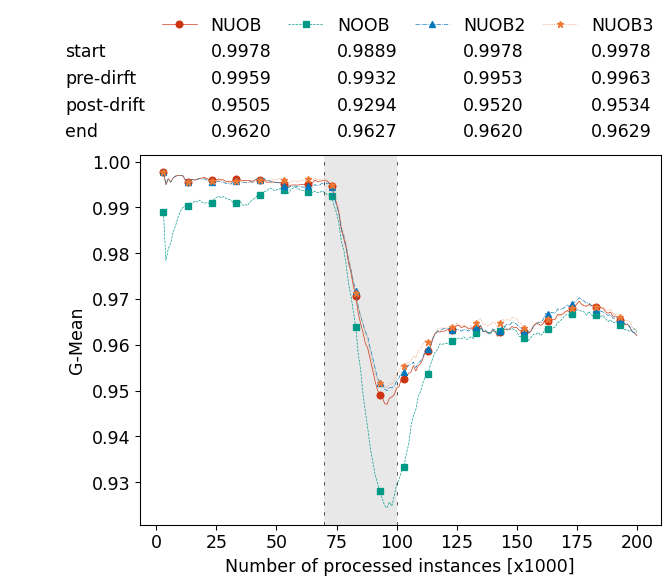 NUOB NOOB NUOB2 NUOB3
start 0.9978 0.9889 0.9978 0.9978
pre-dirft 0.9959 0.9932 0.9953 0.9963
post-drift 0.9505 0.9294 0.9520 0.9534
end 0.9620 0.9627 0.9620 0.9629
1.00
0.99
0.98
0.97
0.96
0.95
0.94
0.93
G-Mean
0 25 50 75 100 125 150 175 200
Number of processed instances [x1000]